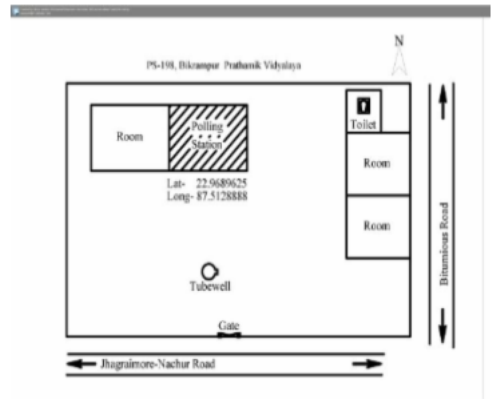 N
PS-198, Bikrampur Prathamik Vidyalaya
Room
Polling
Station
Toilet
Room
Lat- 22.9689625
Long- 87.5128888
Room
Tubewell
Bitumious Road
Gate
Jhagraimore-Nachur Road